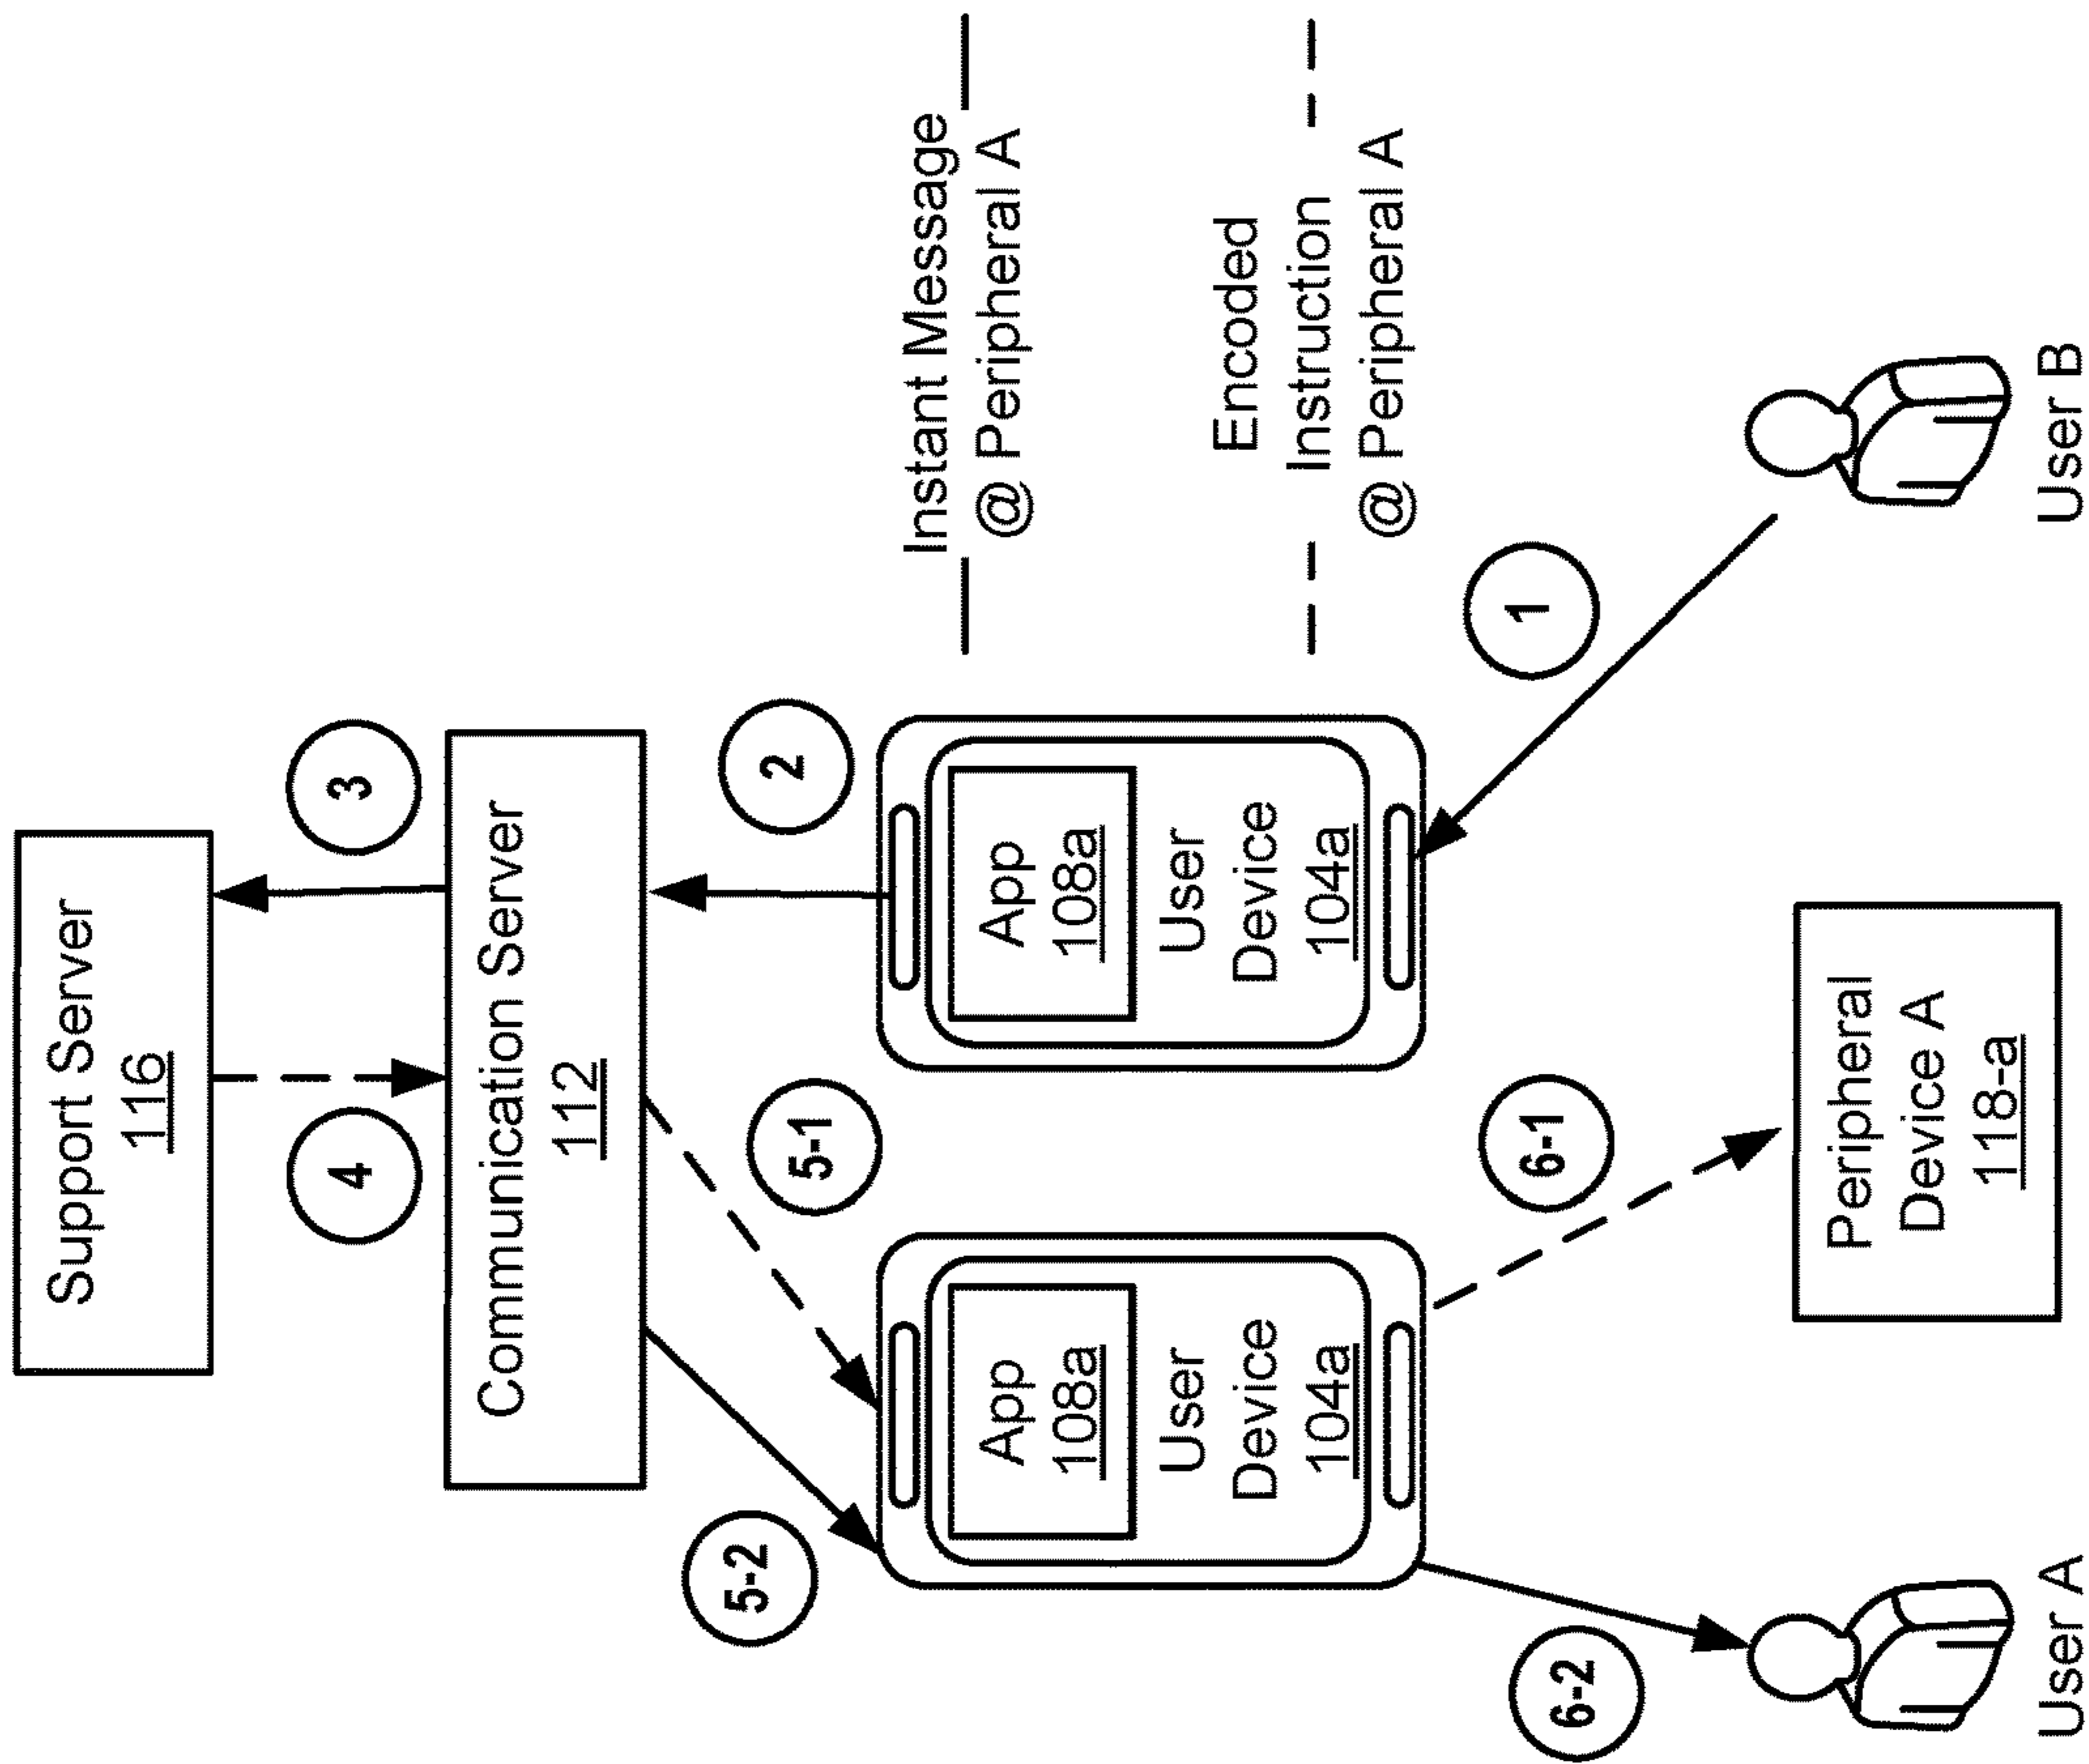 Support Server
116
3
4
Communication Server
112
5-2
5-1
2
App
108a
User
Device
104a
App
108a
User
Device
104a
Instant Message
@ Peripheral A
Encoded
Instruction
@ Peripheral A
6-2
6-1
1
Peripheral
Device A
118-a
User A
User B